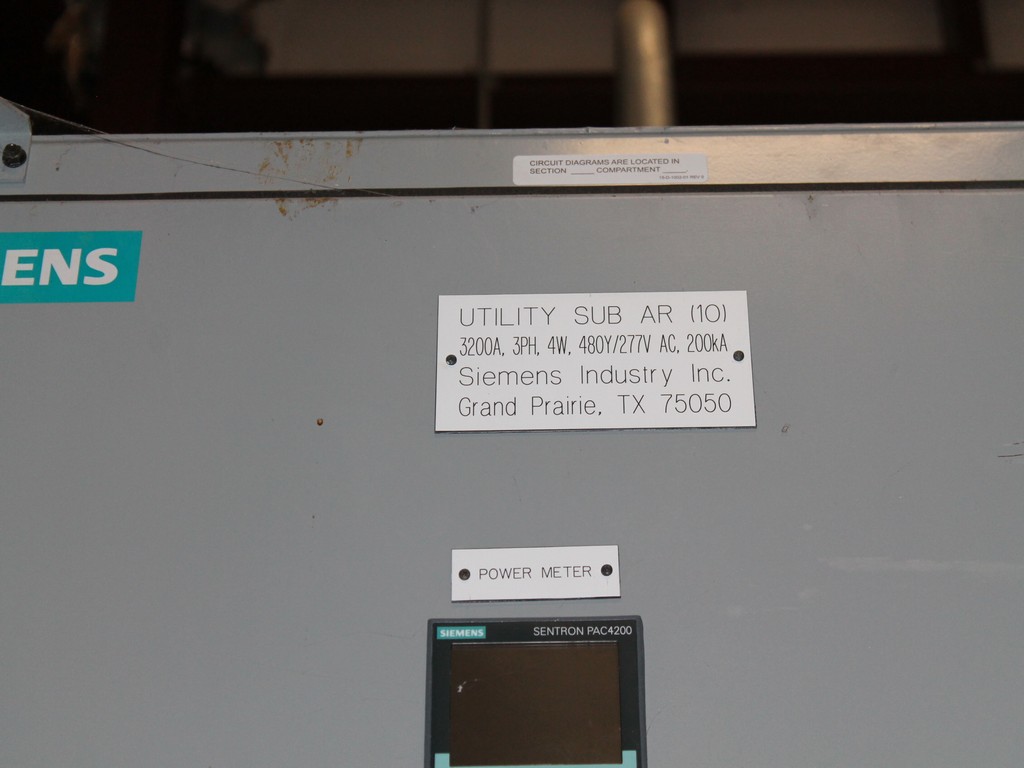 CIRCUIT DIAGRAMS ARE LOCATED IN
SECTION _____ COMPARTMENT _____.
ENS
UTILITY SUB AR (10)
3200A, 3PH, 4W, 480Y/277V AC, 200kA
Siemens Industry Inc.
Grand Prairie, TX 75050
POWER METER
SIEMENS
SENTRON PAC4200